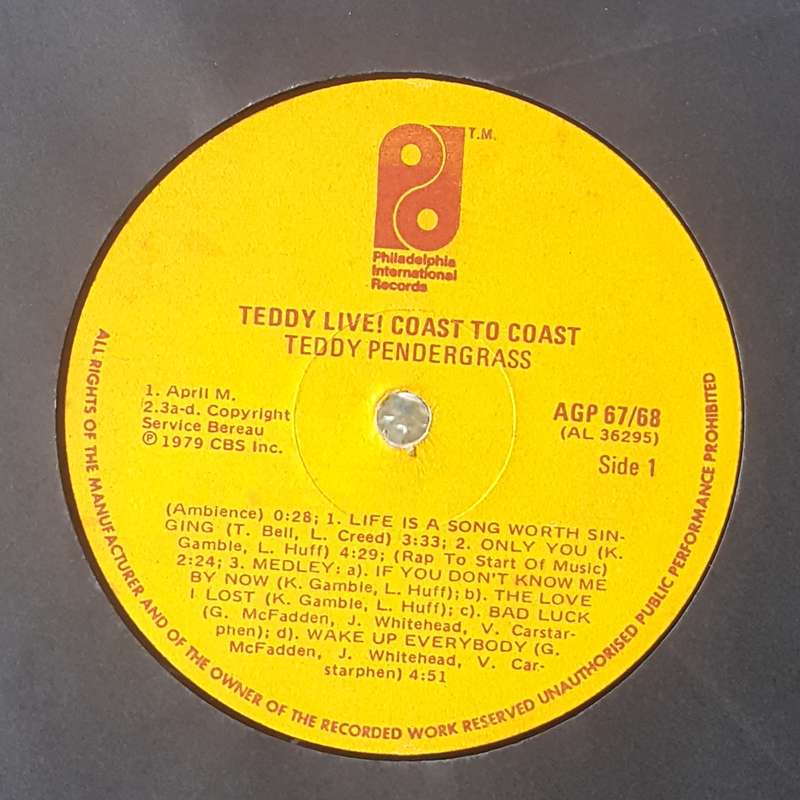 T.M.
Philadelphia
International
Records
TEDDY LIVE! COAST TO COAST
TEDDY PENDERGRASS
1. April M.
2.3a-d. Copyright
Service Bereau
Ⓟ 1979 CBS Inc.
AGP 67/68
(AL 36295)
Side 1
(Ambience) 0:28; 1. LIFE IS A SONG WORTH SIN-
GING (T. Bell, L. Creed) 3:33; 2. ONLY YOU (K.
Gamble, L. Huff) 4:29; (Rap To Start Of Music)
2:24; 3. MEDLEY: a). IF YOU DON'T KNOW ME
BY NOW (K. Gamble, L. Huff); b). THE LOVE
I LOST (K. Gamble, L. Huff); c). BAD LUCK
(G. McFadden, J. Whitehead, V. Carstar-
phen); d). WAKE UP EVERYBODY (G.
McFadden, J. Whitehead, V. Car-
starphen) 4:51
ALL RIGHTS OF THE MANUFACTURER AND OF THE OWNER OF THE RECORDED WORK RESERVED UNAUTHORISED PUBLIC PERFORMANCE PROHIBITED